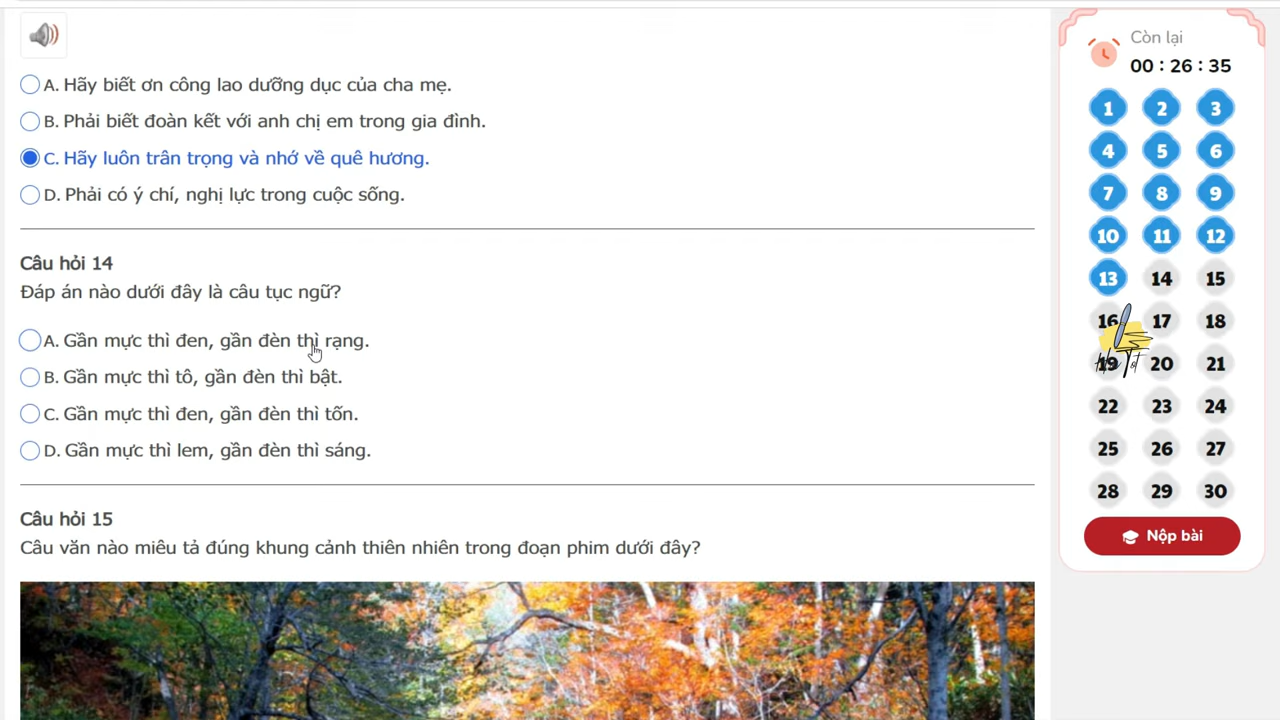 A. Hãy biết ơn công lao dưỡng dục của cha mẹ.
B. Phải biết đoàn kết với anh chị em trong gia đình.
C. Hãy luôn trân trọng và nhớ về quê hương.
D. Phải có ý chí, nghị lực trong cuộc sống.
Câu hỏi 14
Đáp án nào dưới đây là câu tục ngữ?
A. Gần mực thì đen, gần đèn thì rạng.
B. Gần mực thì tô, gần đèn thì bật.
C. Gần mực thì đen, gần đèn thì tốn.
D. Gần mực thì lem, gần đèn thì sáng.
Câu hỏi 15
Câu văn nào miêu tả đúng khung cảnh thiên nhiên trong đoạn phim dưới đây?
Còn lại
00 : 26 : 35
1 2 3
4 5 6
7 8 9
10 11 12
13 14 15
16 17 18
19 20 21
22 23 24
25 26 27
28 29 30
Nộp bài